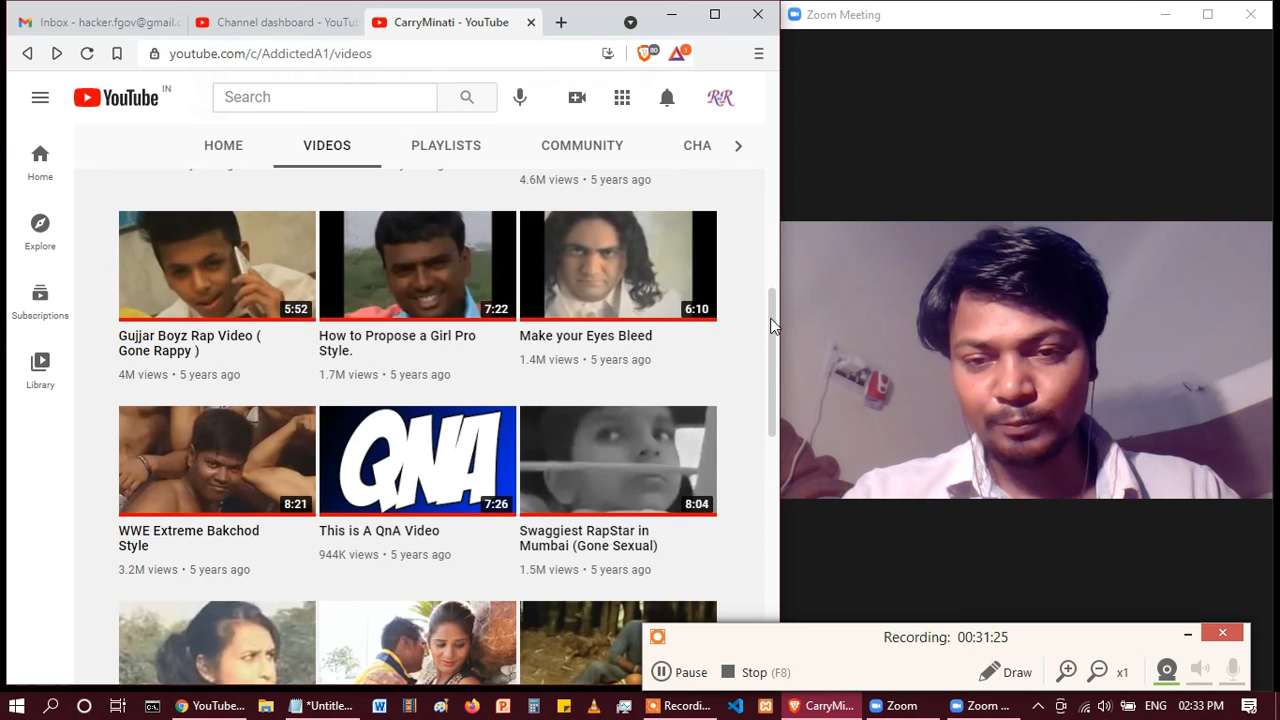 Inbox - hacker.fgov@gmail.c
Channel dashboard - YouTu
CarryMinati - YouTube
Zoom Meeting
youtube.com/c/AddictedA1/videos
80
1
YouTube IN
Search
R&R
HOME
VIDEOS
PLAYLISTS
COMMUNITY
CHA
Home
Explore
Subscriptions
Library
4.6M views • 5 years ago
5:52
7:22
6:10
Gujjar Boyz Rap Video (
Gone Rappy )
4M views • 5 years ago
How to Propose a Girl Pro
Style.
1.7M views • 5 years ago
Make your Eyes Bleed
1.4M views • 5 years ago
QNA
8:21
7:26
8:04
WWE Extreme Bakchod
Style
3.2M views • 5 years ago
This is A QnA Video
944K views • 5 years ago
Swaggiest RapStar in
Mumbai (Gone Sexual)
1.5M views • 5 years ago
Recording: 00:31:25
Pause
Stop (F8)
Draw
x1
YouTube...
*Untitle...
Recordi...
CarryMi...
Zoom
Zoom ...
ENG
02:33 PM